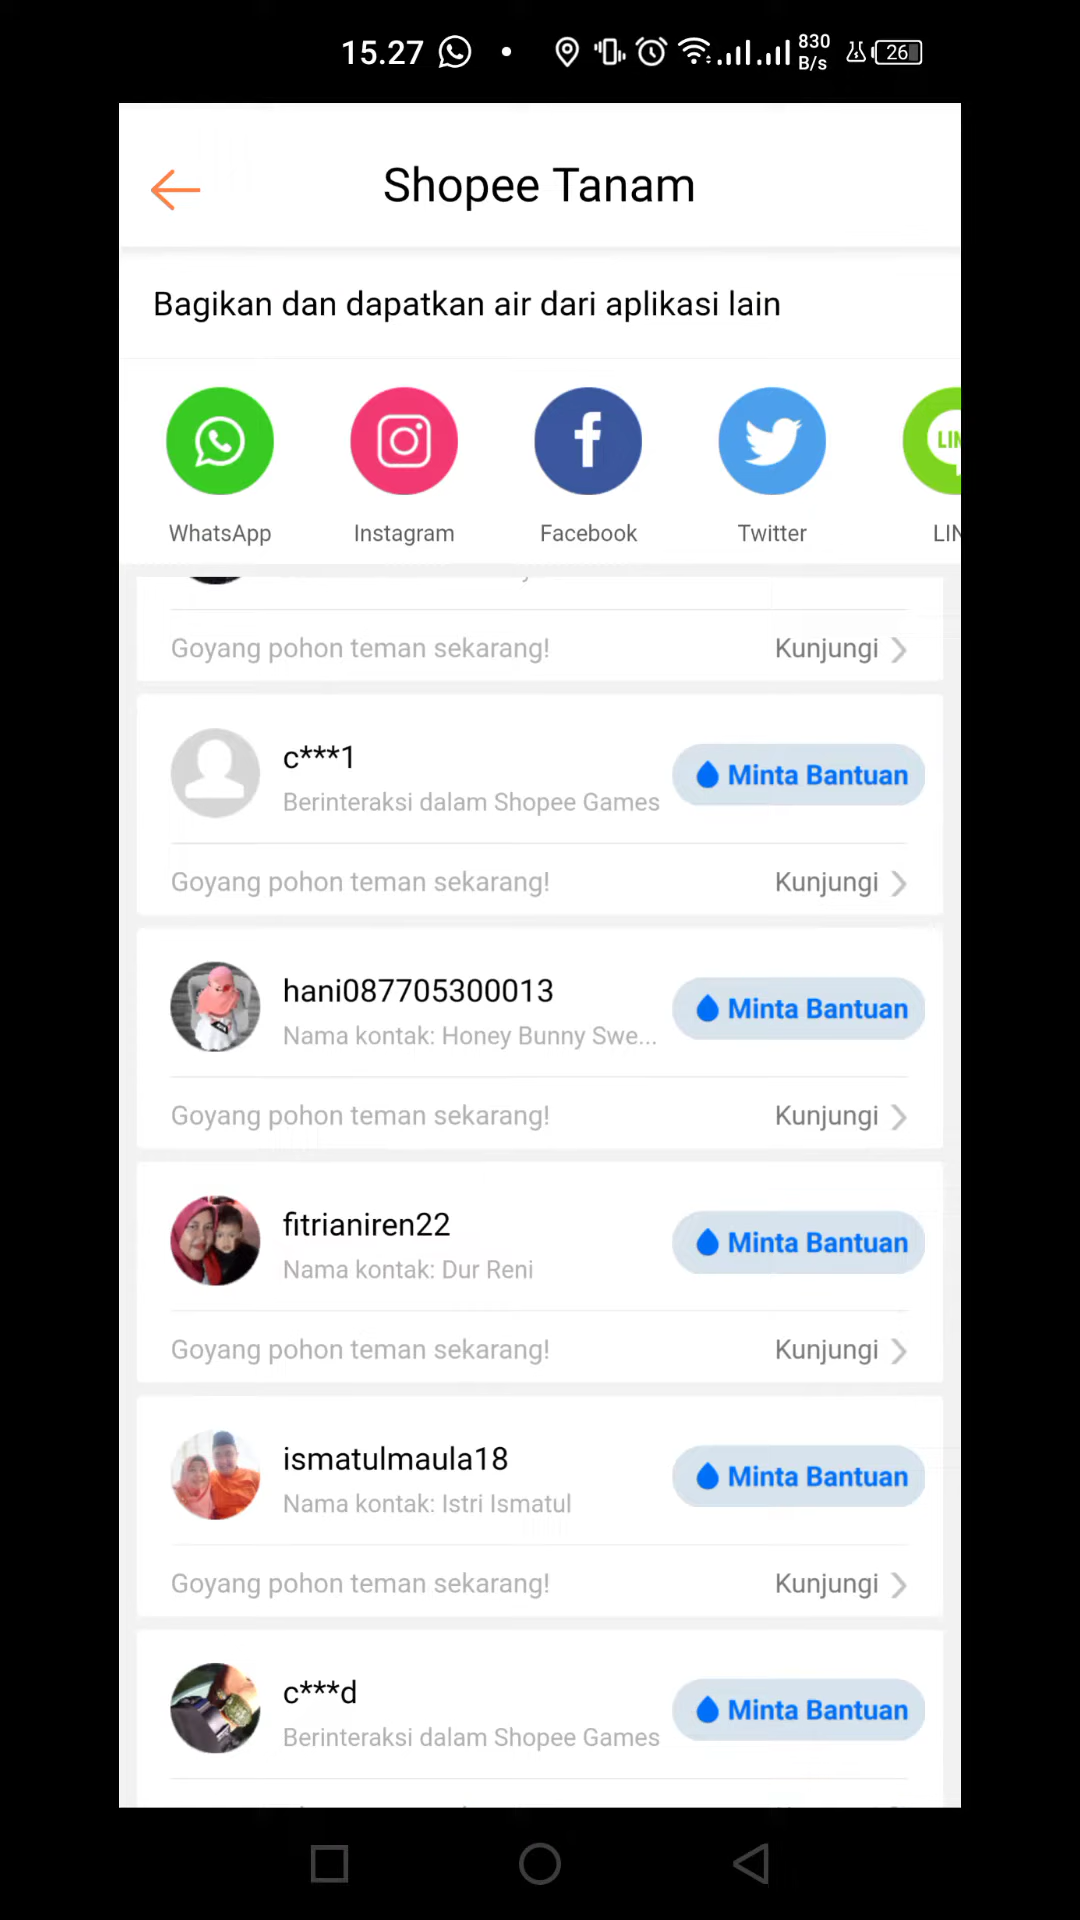 15.27
830
B/s
26
Shopee Tanam
Bagikan dan dapatkan air dari aplikasi lain
LIN
WhatsApp
Instagram
Facebook
Twitter
LIN
Goyang pohon teman sekarang!
Kunjungi
c***1
Minta Bantuan
Berinteraksi dalam Shopee Games
Goyang pohon teman sekarang!
Kunjungi
hani087705300013
Minta Bantuan
Nama kontak: Honey Bunny Swe...
Goyang pohon teman sekarang!
Kunjungi
fitrianiren22
Minta Bantuan
Nama kontak: Dur Reni
Goyang pohon teman sekarang!
Kunjungi
ismatulmaula18
Minta Bantuan
Nama kontak: Istri Ismatul
Goyang pohon teman sekarang!
Kunjungi
c***d
Minta Bantuan
Berinteraksi dalam Shopee Games